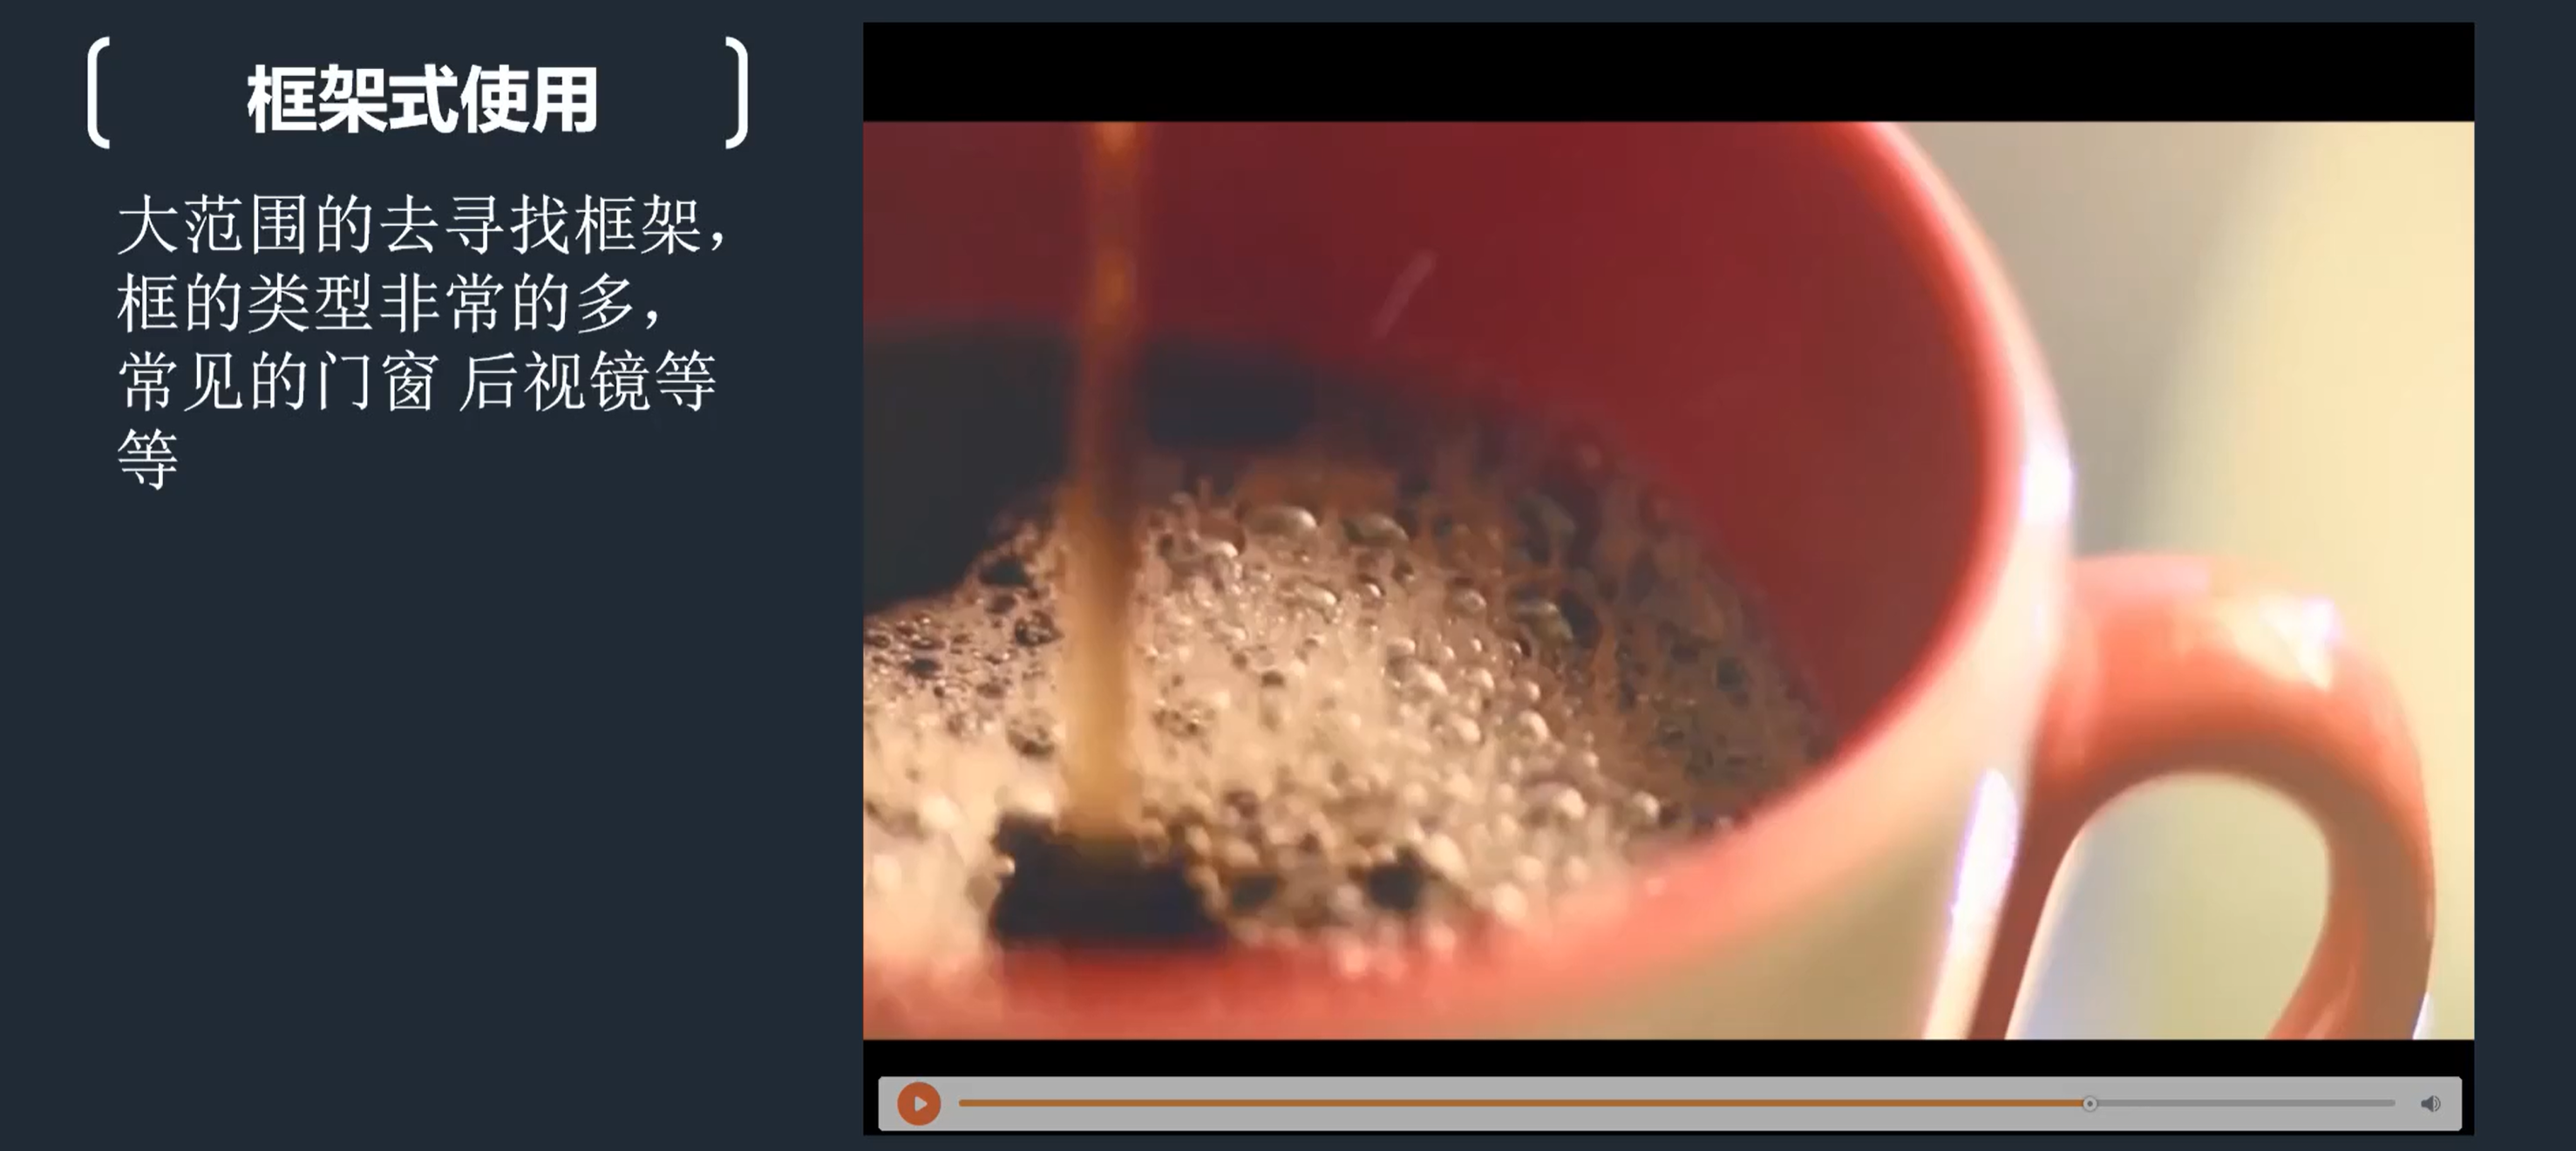 框架式使用
大范围的去寻找框架，
框的类型非常的多，
常见的门窗 后视镜等
等